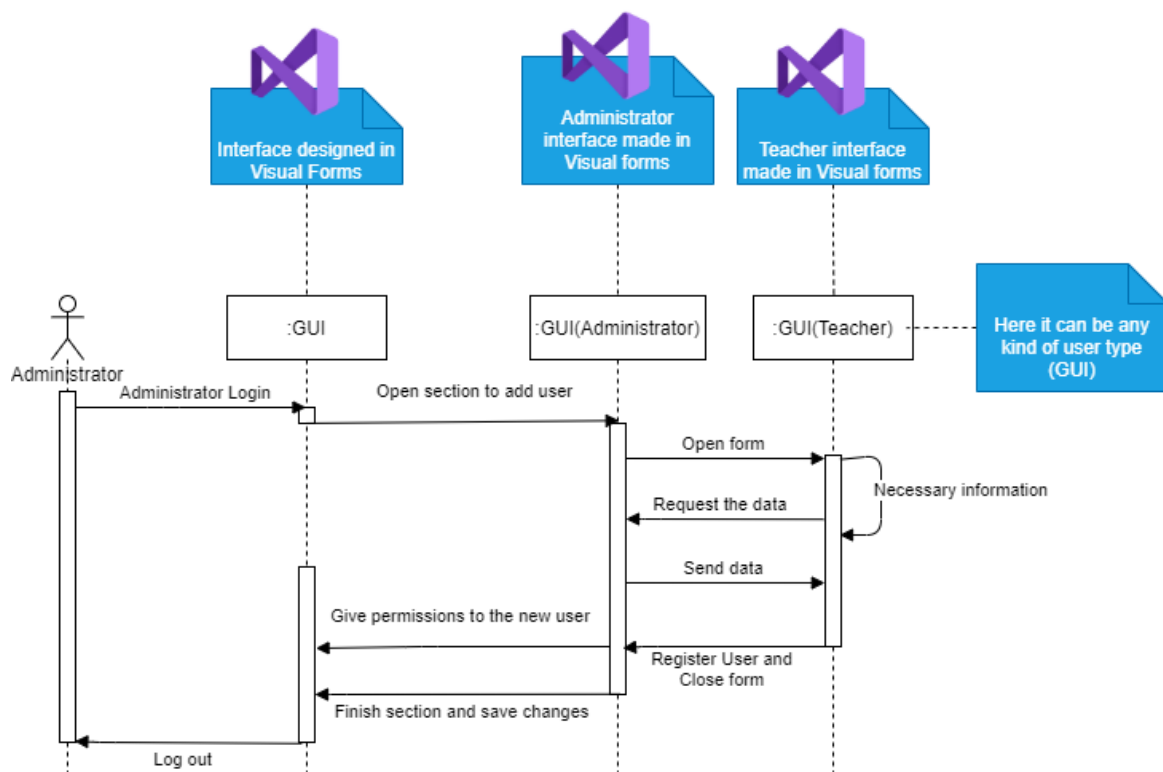 Interface designed in
Visual Forms
Administrator
interface made in
Visual forms
Teacher interface
made in Visual forms
:GUI
:GUI(Administrator)
:GUI(Teacher)
Here it can be any
kind of user type
(GUI)
Administrator
Administrator Login
Open section to add user
Open form
Necessary information
Request the data
Send data
Give permissions to the new user
Register User and
Close form
Finish section and save changes
Log out